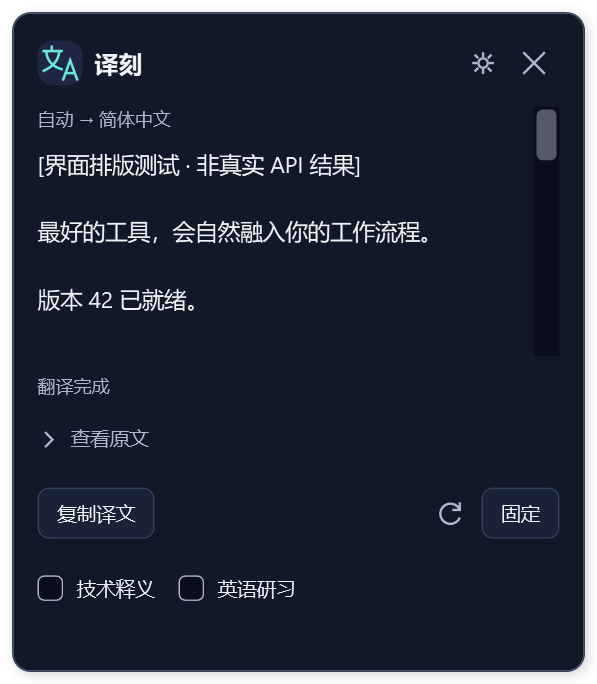 文A 译刻
自动 → 简体中文
[界面排版测试 · 非真实 API 结果]
最好的工具，会自然融入你的工作流程。
版本 42 已就绪。
翻译完成
查看原文
复制译文
固定
技术释义
英语研习